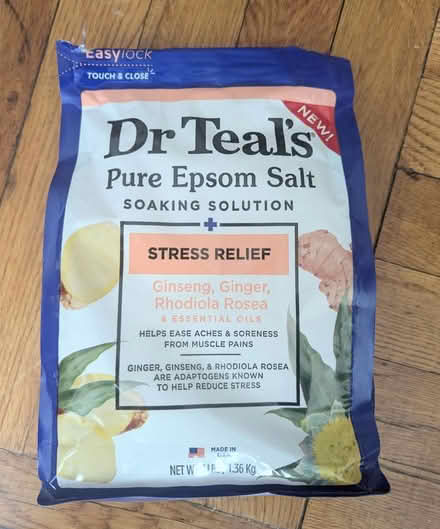 Easylock
TOUCH & CLOSE
NEW!
Dr Teal's
Pure Epsom Salt
SOAKING SOLUTION
+
STRESS RELIEF
Ginseng, Ginger,
Rhodiola Rosea
& ESSENTIAL OILS
HELPS EASE ACHES & SORENESS
FROM MUSCLE PAINS
GINGER, GINSENG, & RHODIOLA ROSEA
ARE ADAPTOGENS KNOWN
TO HELP REDUCE STRESS
MADE IN
NET W 1.36 Kg